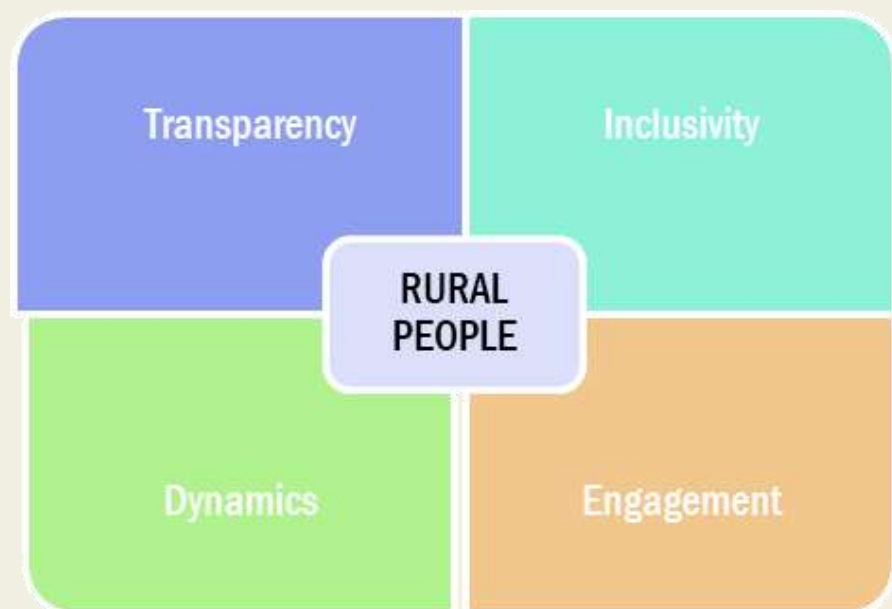 Transparency
Inclusivity
RURAL
PEOPLE
Dynamics
Engagement